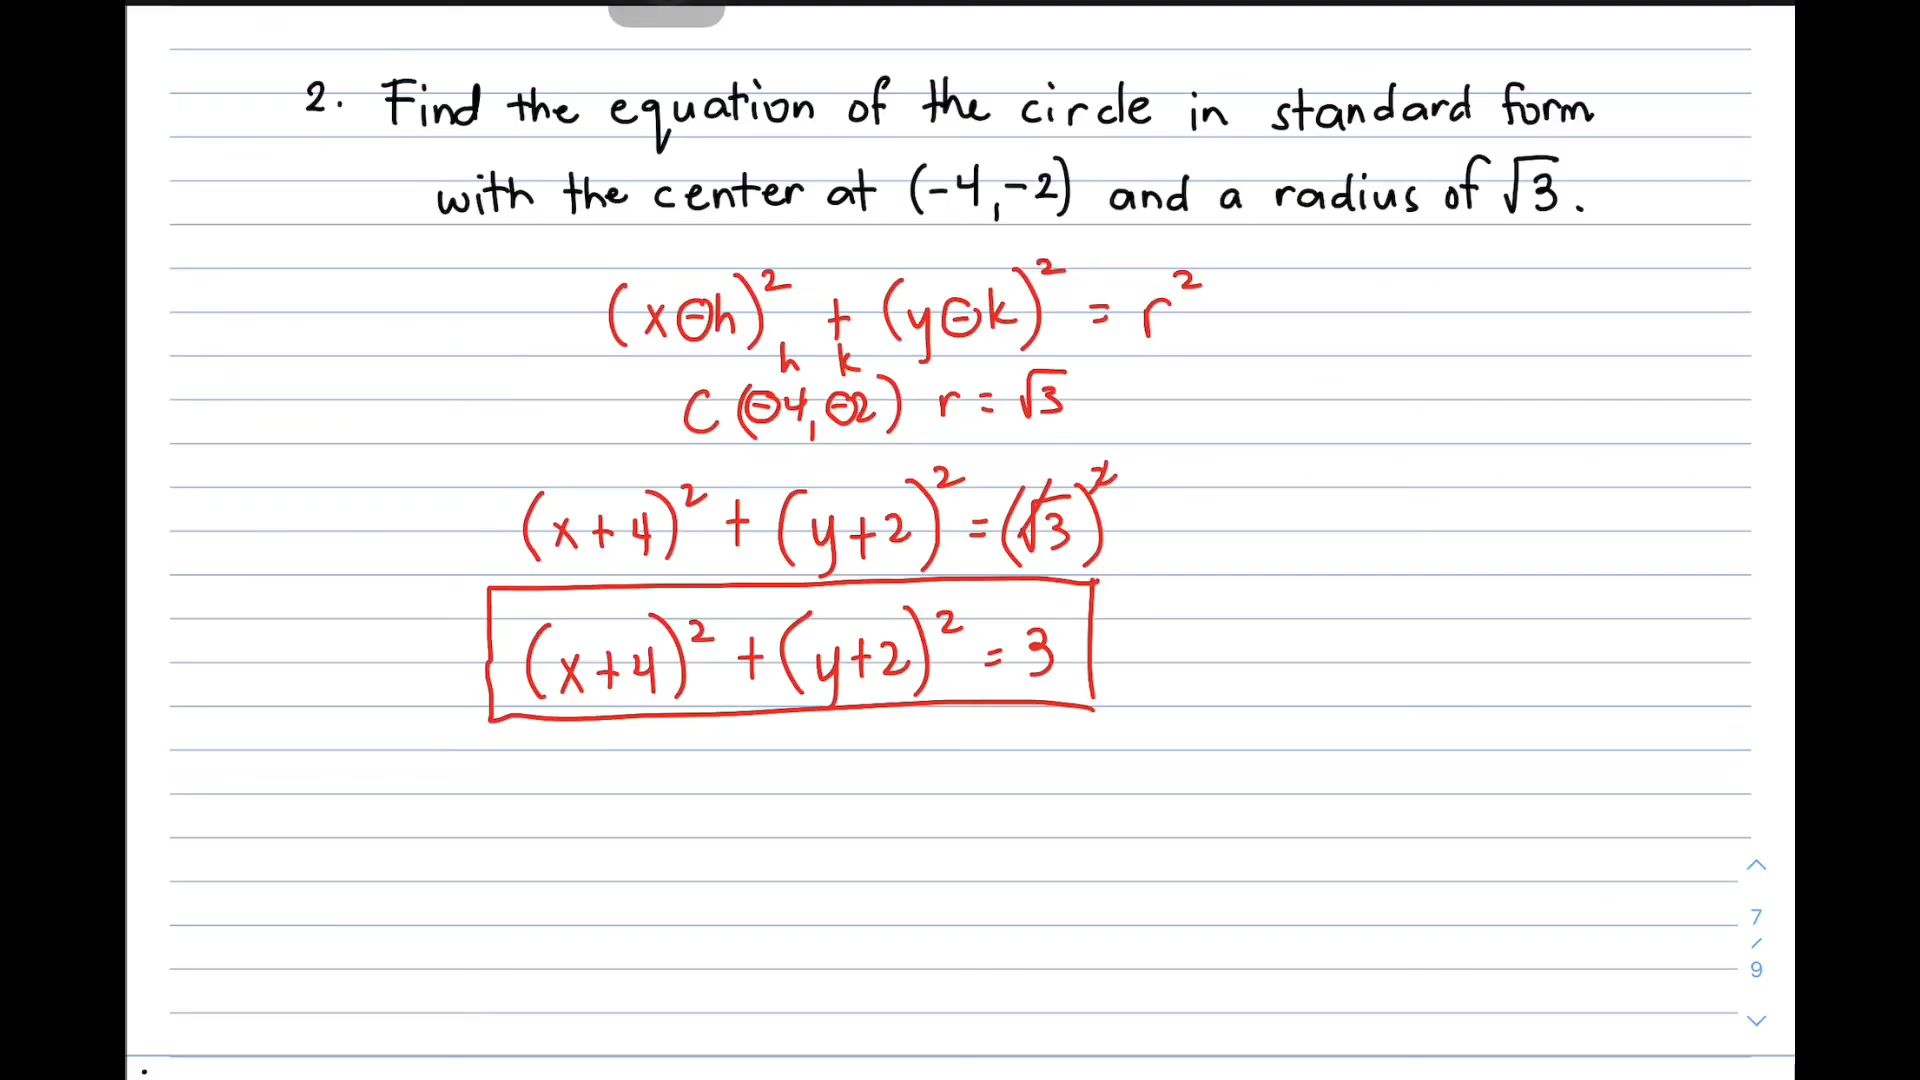 2. Find the equation of the circle in standard form
with the center at (-4,-2) and a radius of √3.
(x-h)² + (y-k)² = r²
h k
C (-4,-2) r = √3
(x+4)² + (y+2)² = (√3)²
(x+4)² + (y+2)² = 3
7
/
9